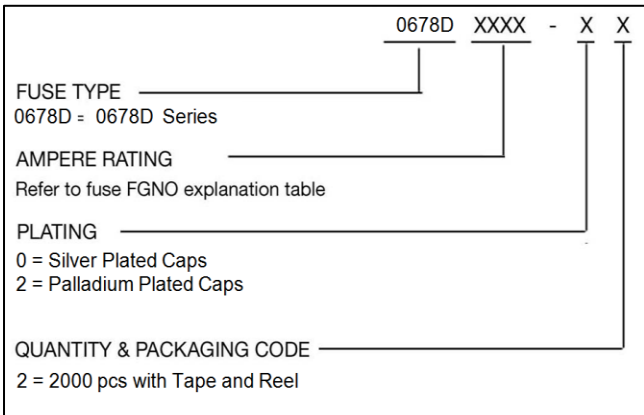 0678D XXXX - X X
FUSE TYPE
0678D = 0678D Series
AMPERE RATING
Refer to fuse FGNO explanation table
PLATING
0 = Silver Plated Caps
2 = Palladium Plated Caps
QUANTITY & PACKAGING CODE
2 = 2000 pcs with Tape and Reel